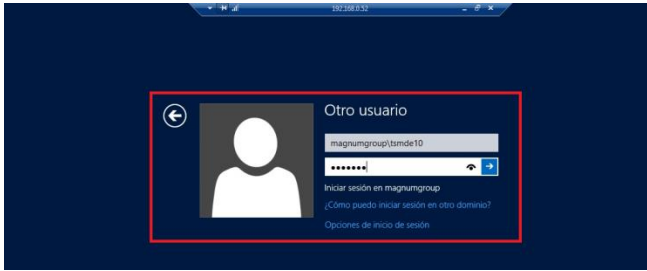 192.168.0.52
Otro usuario
magnumgroup\tsmde10
Iniciar sesión en magnumgroup
¿Cómo puedo iniciar sesión en otro dominio?
Opciones de inicio de sesión